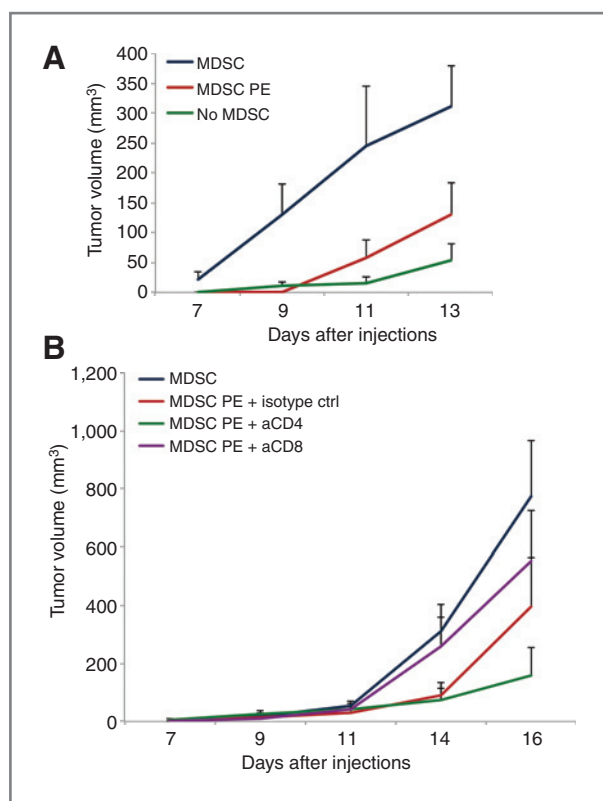 A
400
350
300
250
200
150
100
50
0
Tumor volume (mm³)
MDSC
MDSC PE
No MDSC
7 9 11 13
Days after injections
B
1,200
1,000
800
600
400
200
0
Tumor volume (mm³)
MDSC
MDSC PE + isotype ctrl
MDSC PE + aCD4
MDSC PE + aCD8
7 9 11 14 16
Days after injections